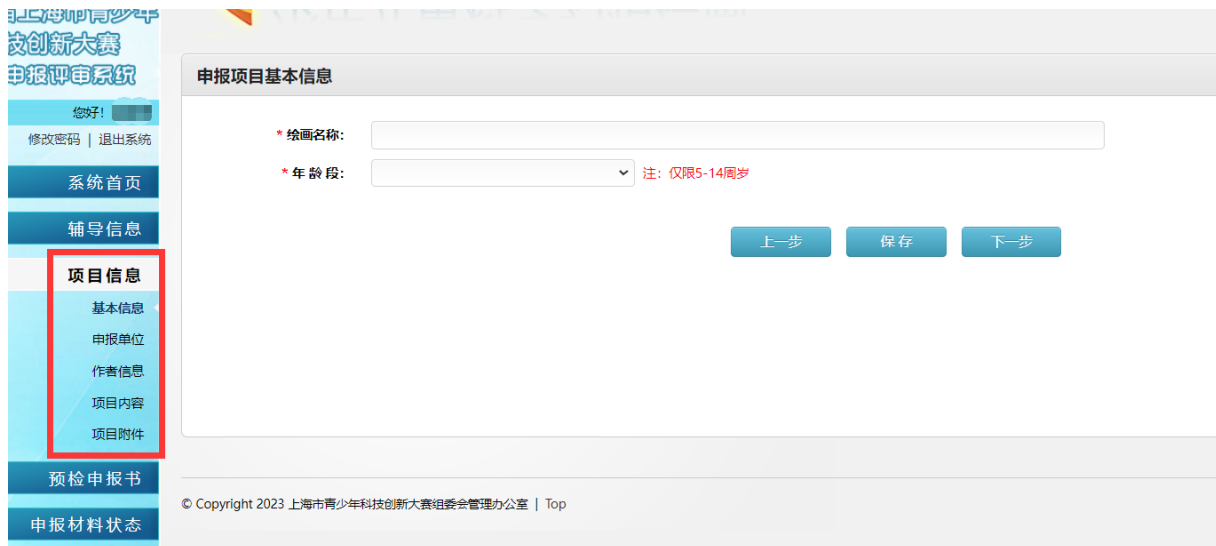 上海市青少年
技创新大赛
申报评审系统
您好!
修改密码 | 退出系统
系统首页
辅导信息
项目信息
基本信息
申报单位
作者信息
项目内容
项目附件
预检申报书
申报材料状态
申报项目基本信息
* 绘画名称:
* 年 龄 段:
注：仅限5-14周岁
上一步
保 存
下一步
© Copyright 2023 上海市青少年科技创新大赛组委会管理办公室 | Top